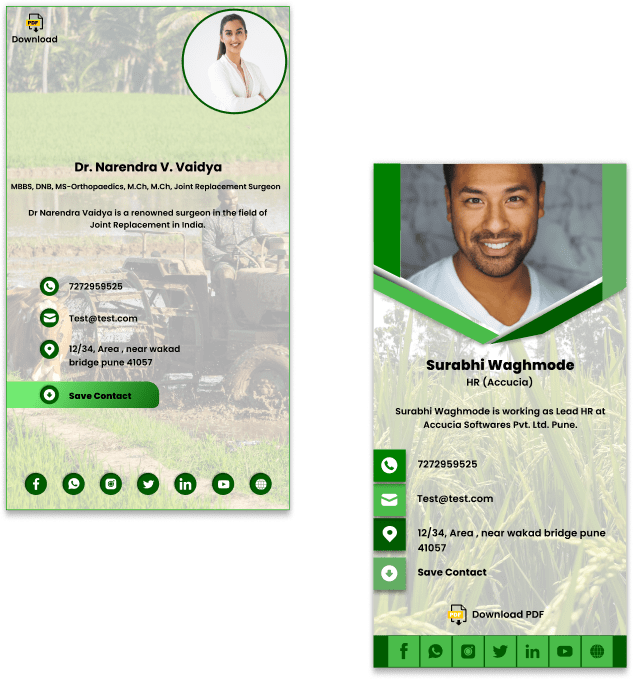 PDF
Download
Dr. Narendra V. Vaidya
MBBS, DNB, MS-Orthopaedics, M.Ch, M.Ch, Joint Replacement Surgeon
Dr Narendra Vaidya is a renowned surgeon in the field of
Joint Replacement in India.
7272959525
Test@test.com
12/34, Area , near wakad
bridge pune 41057
Save Contact
Surabhi Waghmode
HR (Accucia)
Surabhi Waghmode is working as Lead HR at
Accucia Softwares Pvt. Ltd. Pune.
7272959525
Test@test.com
12/34, Area , near wakad bridge pune
41057
Save Contact
PDF Download PDF